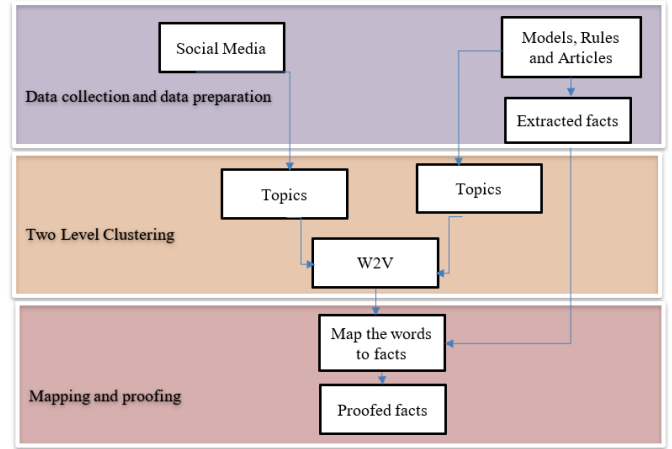 Social Media
Models, Rules
and Articles
Data collection and data preparation
Extracted facts
Topics
Topics
Two Level Clustering
W2V
Map the words
to facts
Mapping and proofing
Proofed facts